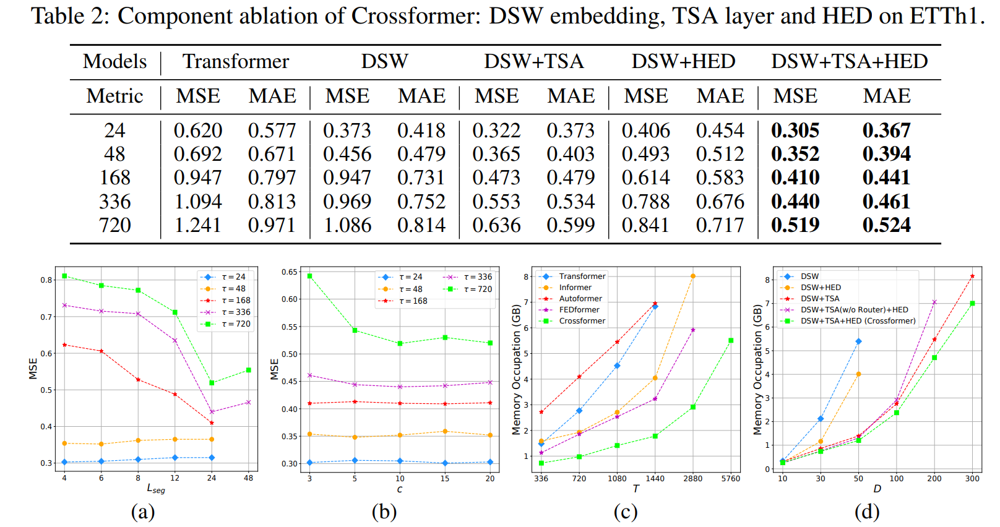 Table 2: Component ablation of Crossformer: DSW embedding, TSA layer and HED on ETTh1.
Models Transformer DSW DSW+TSA DSW+HED DSW+TSA+HED
Metric MSE MAE MSE MAE MSE MAE MSE MAE MSE MAE
24 0.620 0.577 0.373 0.418 0.322 0.373 0.406 0.454 0.305 0.367
48 0.692 0.671 0.456 0.479 0.365 0.403 0.493 0.512 0.352 0.394
168 0.947 0.797 0.947 0.731 0.473 0.479 0.614 0.583 0.410 0.441
336 1.094 0.813 0.969 0.752 0.553 0.534 0.788 0.676 0.440 0.461
720 1.241 0.971 1.086 0.814 0.636 0.599 0.841 0.717 0.519 0.524
MSE
0.8
0.7
0.6
0.5
0.4
0.3
τ = 24
τ = 48
τ = 168
τ = 336
τ = 720
4 6 8 12 24 48
L_seg
(a)
MSE
0.65
0.60
0.55
0.50
0.45
0.40
0.35
0.30
τ = 24 τ = 336
τ = 48 τ = 720
τ = 168
3 5 10 15 20
c
(b)
Memory Occupation (GB)
8
7
6
5
4
3
2
1
Transformer
Informer
Autoformer
FEDformer
Crossformer
336 720 1080 1440 2880 5760
T
(c)
Memory Occupation (GB)
8
7
6
5
4
3
2
1
0
DSW
DSW+HED
DSW+TSA
DSW+TSA(w/o Router)+HED
DSW+TSA+HED (Crossformer)
10 30 50 100 200 300
D
(d)